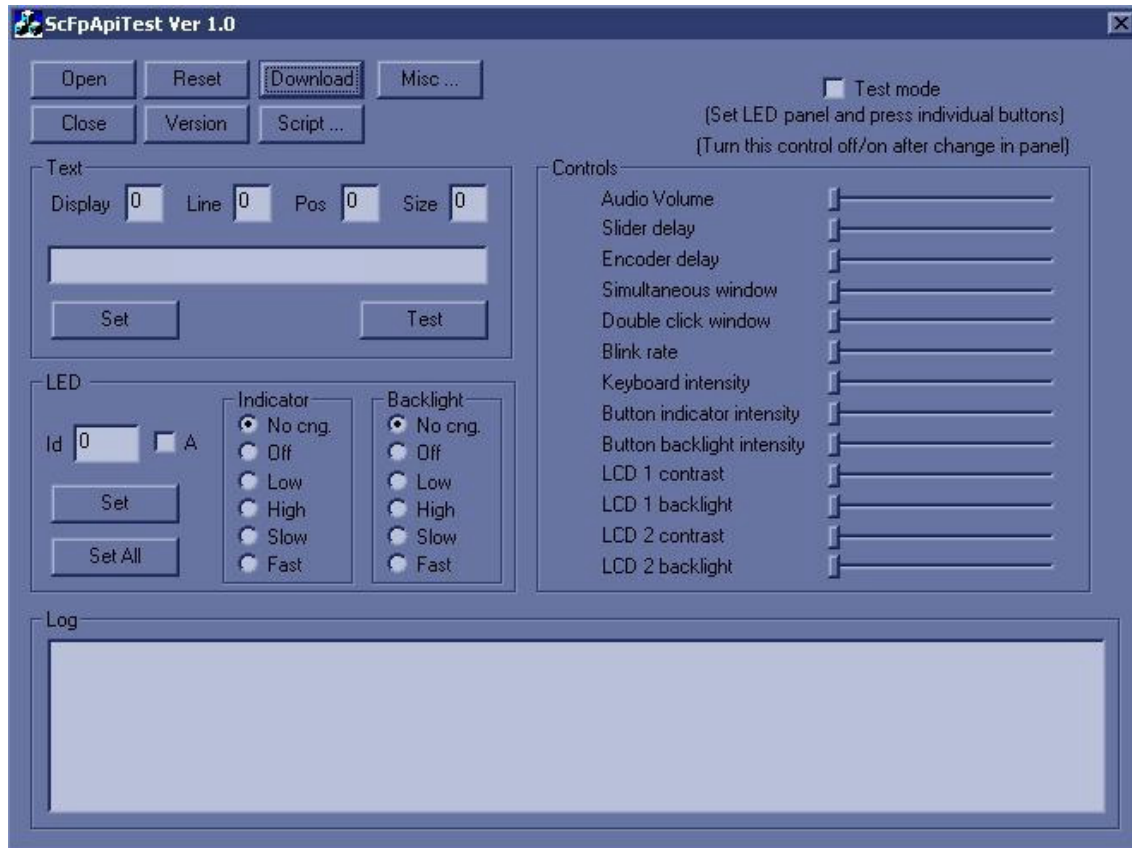 ScFpApiTest Ver 1.0
Open Reset Download Misc ...
Close Version Script ...
Test mode
(Set LED panel and press individual buttons)
(Turn this control off/on after change in panel)
Text
Display 0 Line 0 Pos 0 Size 0
Set Test
LED
Id 0 A
Set
Set All
Indicator
No cng.
Off
Low
High
Slow
Fast
Backlight
No cng.
Off
Low
High
Slow
Fast
Controls
Audio Volume
Slider delay
Encoder delay
Simultaneous window
Double click window
Blink rate
Keyboard intensity
Button indicator intensity
Button backlight intensity
LCD 1 contrast
LCD 1 backlight
LCD 2 contrast
LCD 2 backlight
Log